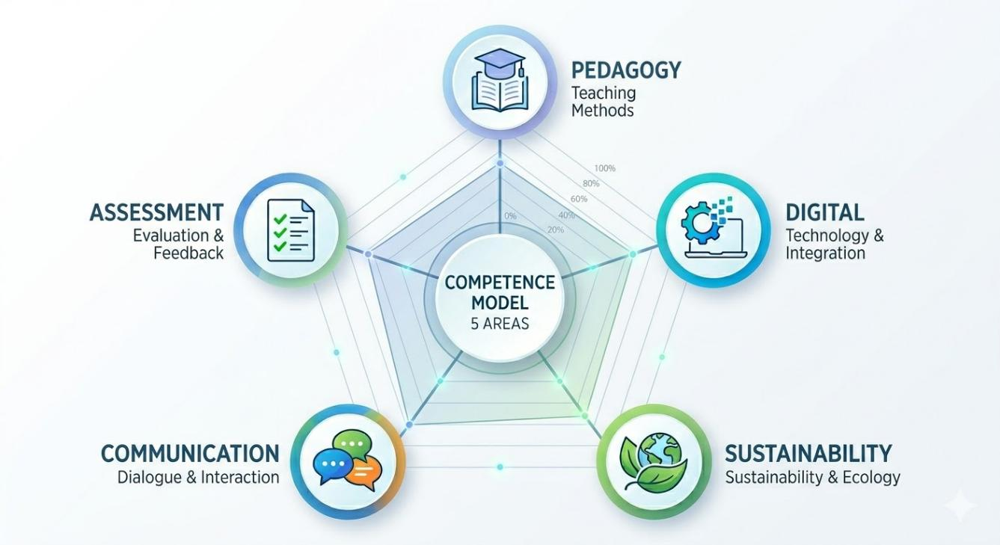 PEDAGOGY
Teaching
Methods
100%
80%
60%
40%
0%
20%
ASSESSMENT
Evaluation &
Feedback
DIGITAL
Technology &
Integration
COMPETENCE
MODEL
5 AREAS
COMMUNICATION
Dialogue & Interaction
SUSTAINABILITY
Sustainability & Ecology